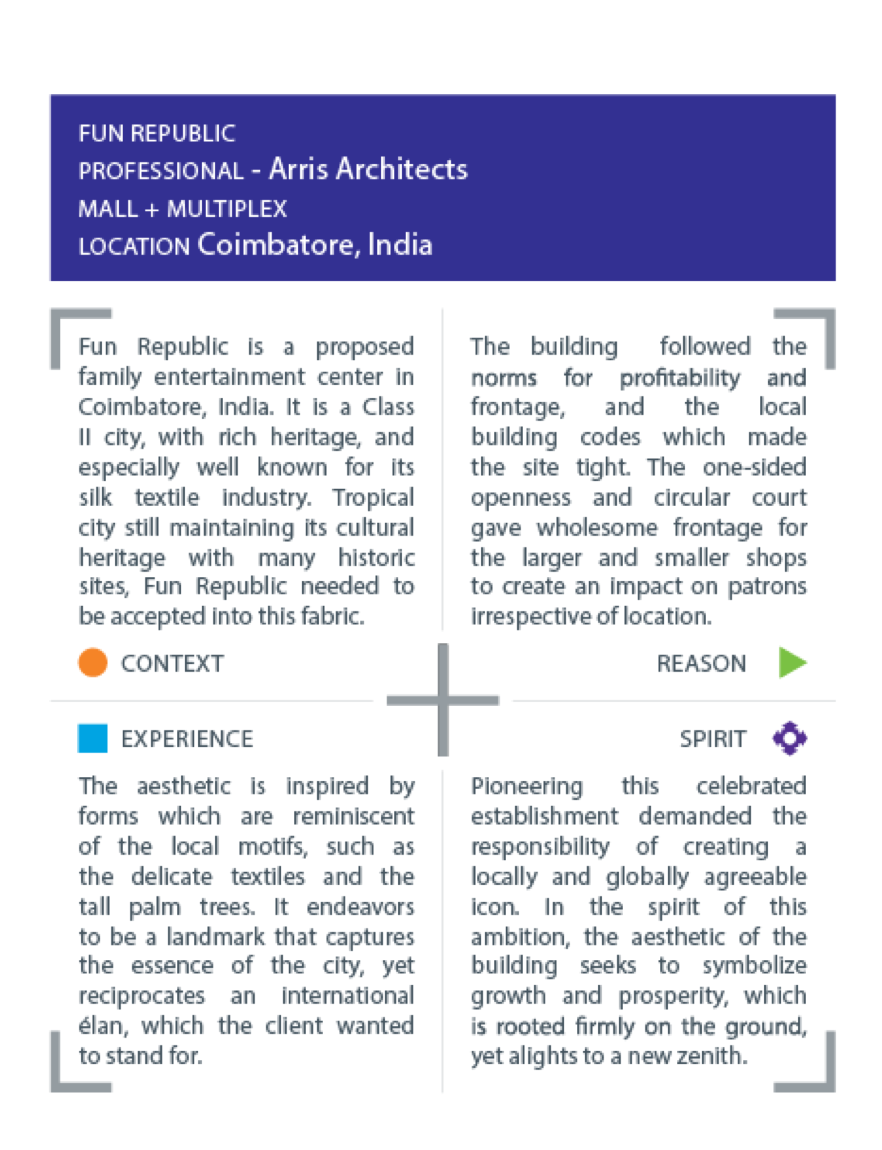 FUN REPUBLIC
PROFESSIONAL - Arris Architects
MALL + MULTIPLEX
LOCATION Coimbatore, India
Fun Republic is a proposed
family entertainment center in
Coimbatore, India. It is a Class
II city, with rich heritage, and
especially well known for its
silk textile industry. Tropical
city still maintaining its cultural
heritage with many historic
sites, Fun Republic needed to
be accepted into this fabric.
CONTEXT
The building followed the
norms for profitability and
frontage, and the local
building codes which made
the site tight. The one-sided
openness and circular court
gave wholesome frontage for
the larger and smaller shops
to create an impact on patrons
irrespective of location.
REASON
EXPERIENCE
The aesthetic is inspired by
forms which are reminiscent
of the local motifs, such as
the delicate textiles and the
tall palm trees. It endeavors
to be a landmark that captures
the essence of the city, yet
reciprocates an international
élan, which the client wanted
to stand for.
SPIRIT
Pioneering this celebrated
establishment demanded the
responsibility of creating a
locally and globally agreeable
icon. In the spirit of this
ambition, the aesthetic of the
building seeks to symbolize
growth and prosperity, which
is rooted firmly on the ground,
yet alights to a new zenith.